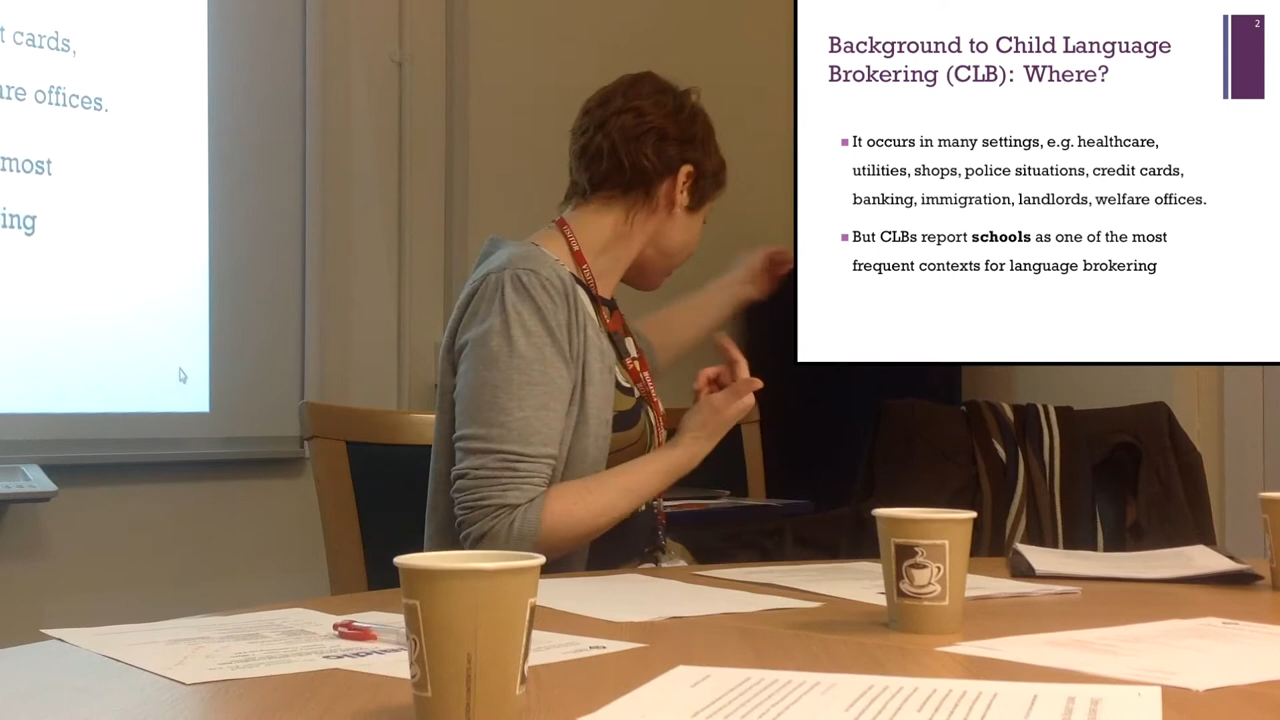 t cards,
are offices.
most
ing
2
Background to Child Language
Brokering (CLB): Where?
It occurs in many settings, e.g. healthcare,
utilities, shops, police situations, credit cards,
banking, immigration, landlords, welfare offices.
But CLBs report schools as one of the most
frequent contexts for language brokering
VISITOR
VISITOR